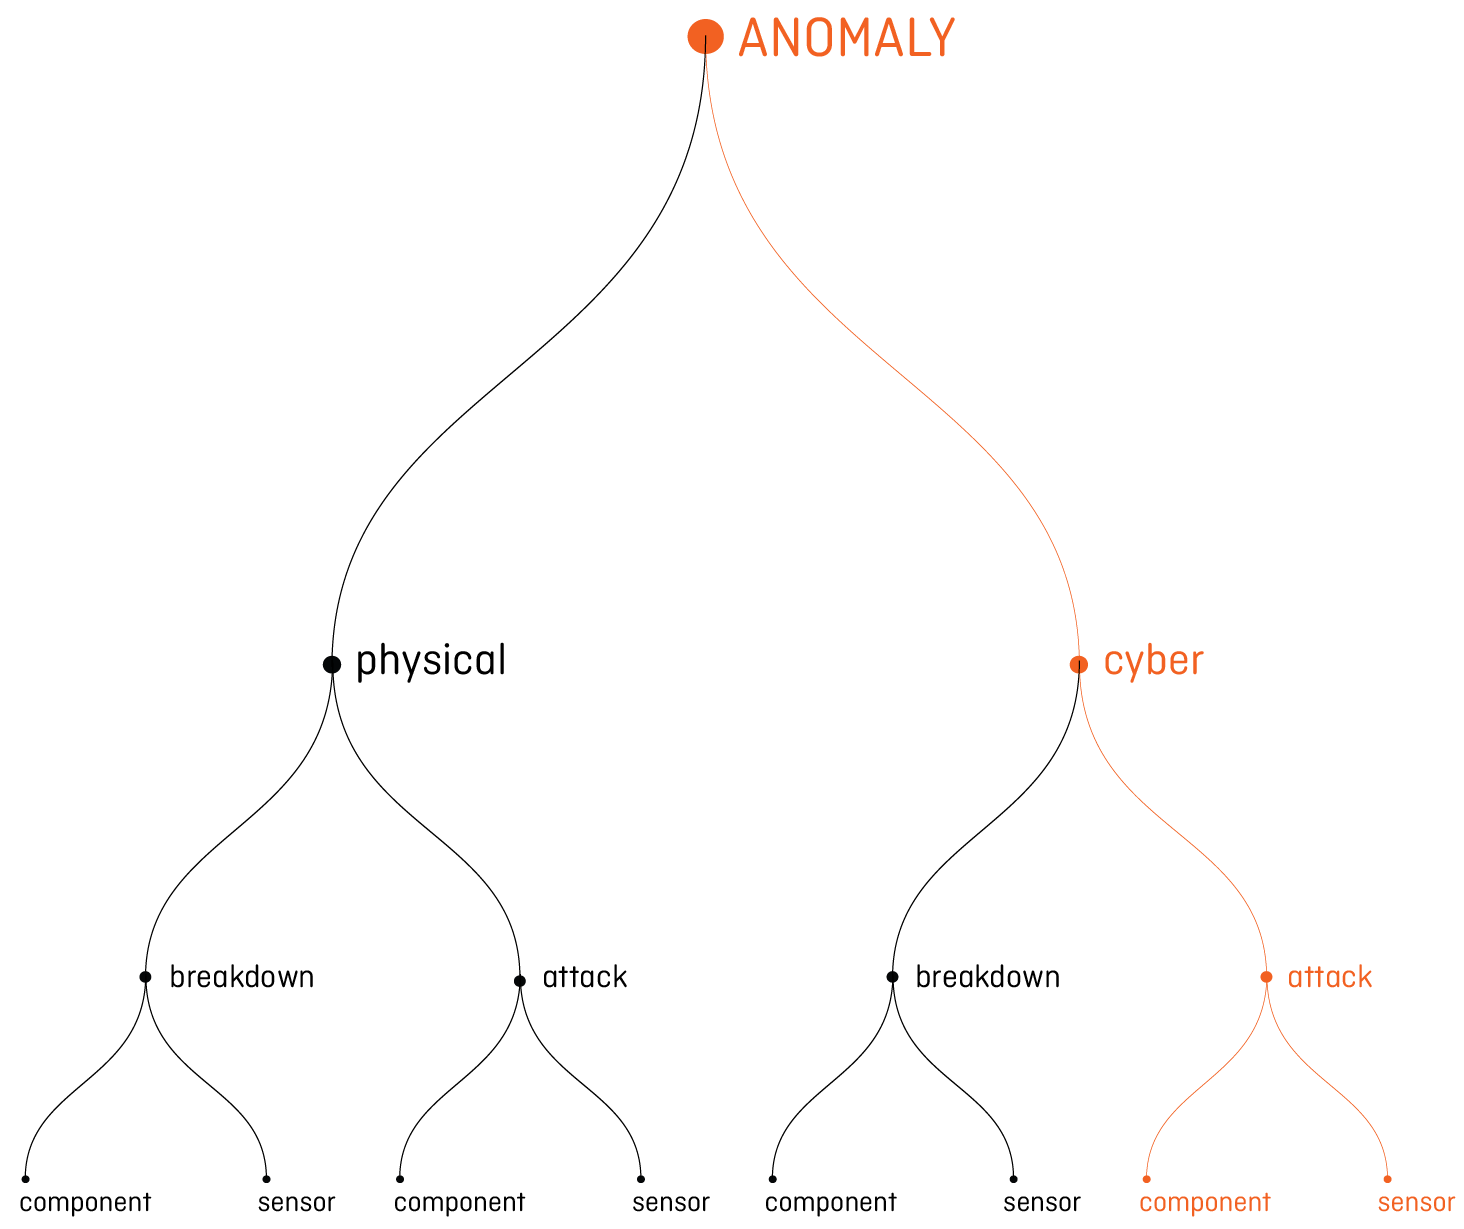 ANOMALY
physical
cyber
breakdown
attack
breakdown
attack
component
sensor
component
sensor
component
sensor
component
sensor